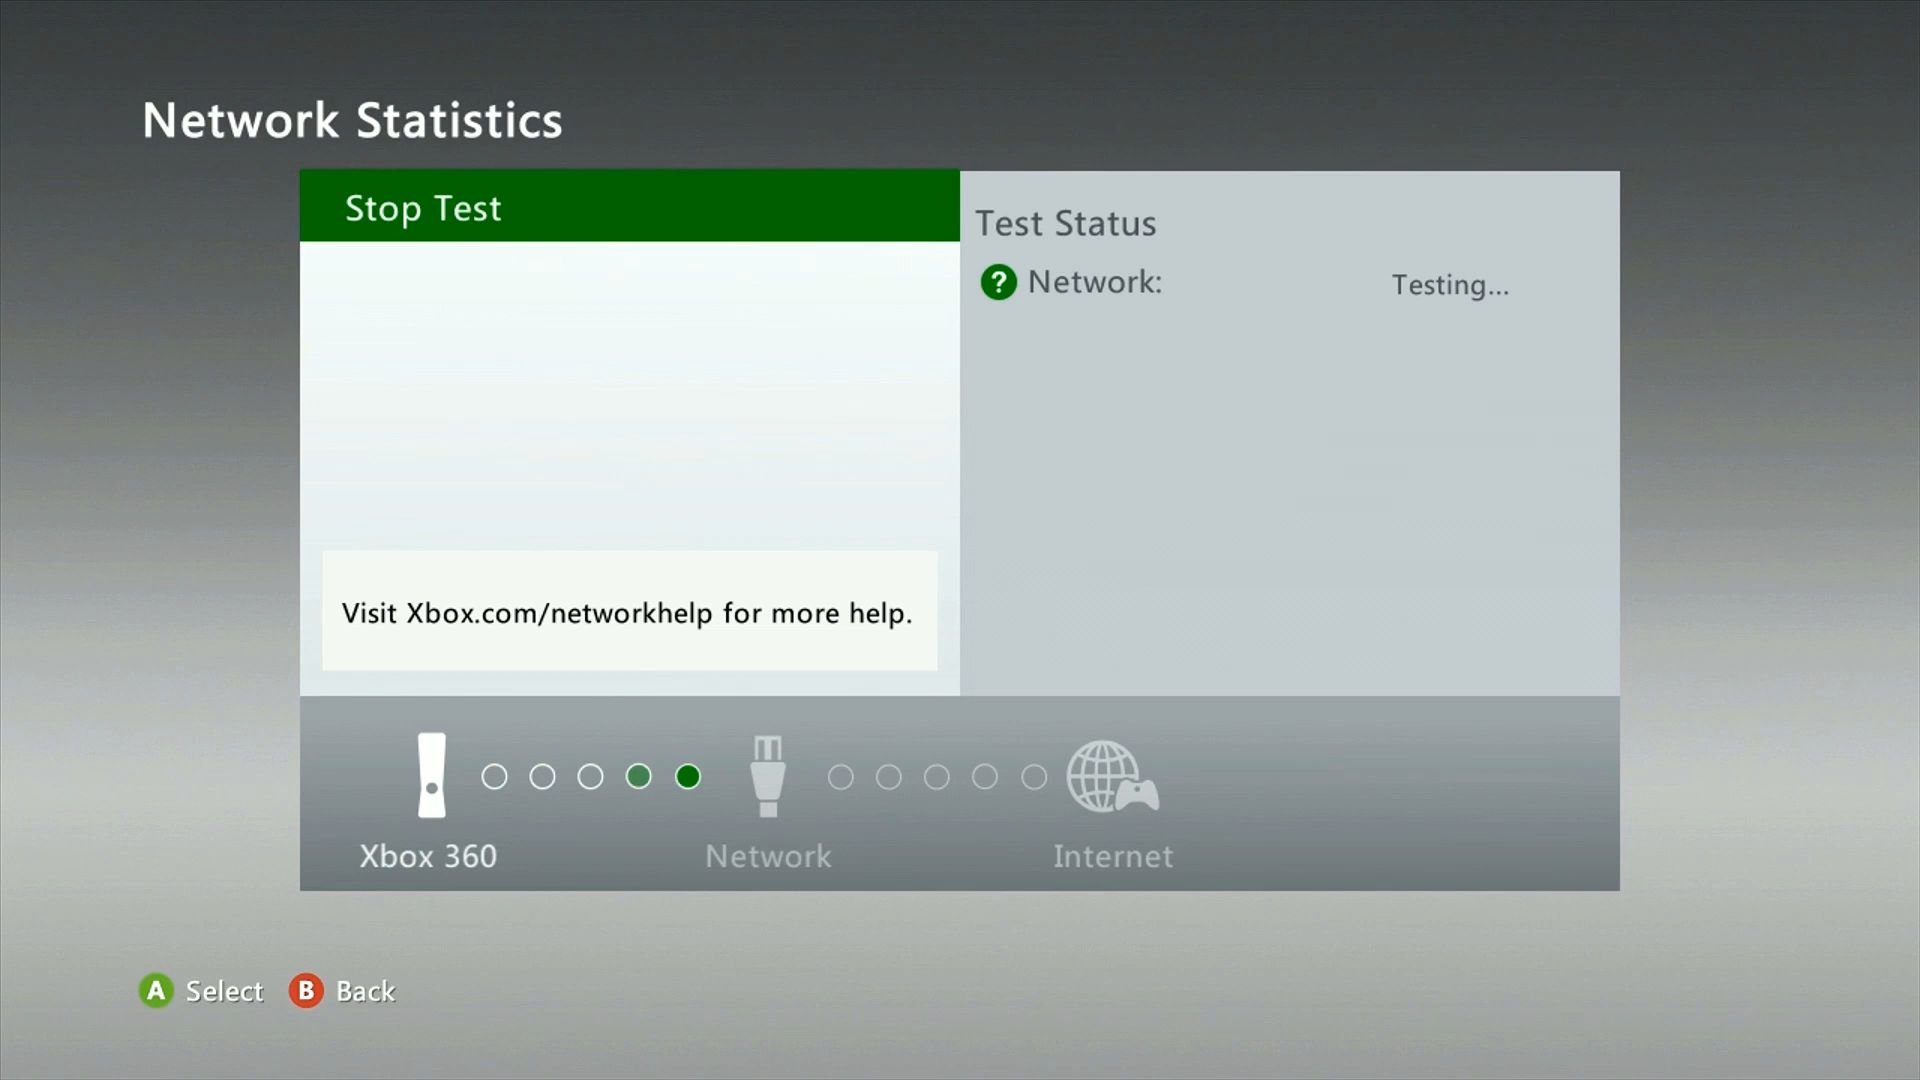 Network Statistics
Stop Test
Test Status
? Network: Testing...
Visit Xbox.com/networkhelp for more help.
Xbox 360 Network Internet
A Select B Back